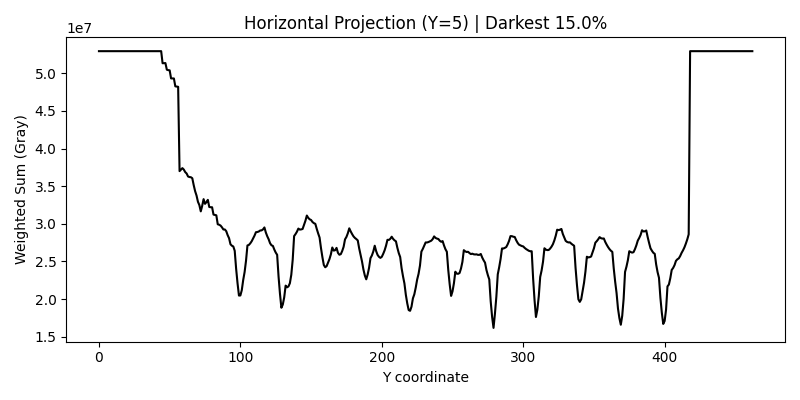 Horizontal Projection (Y=5) | Darkest 15.0%
1e7
5.0
4.5
4.0
3.5
3.0
2.5
2.0
1.5
Weighted Sum (Gray)
0 100 200 300 400
Y coordinate